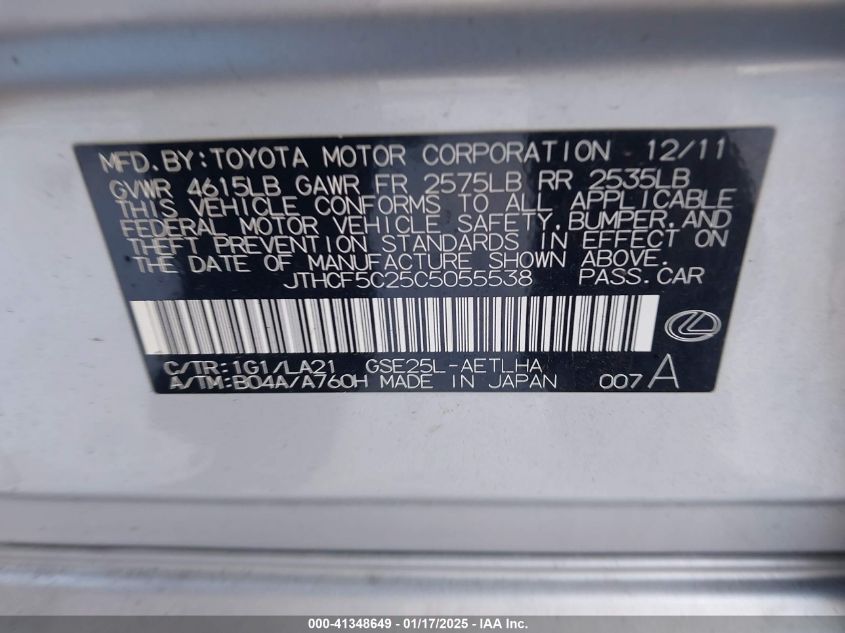 MFD.BY:TOYOTA MOTOR CORPORATION 12/11
GVWR 4615LB GAWR FR 2575LB RR 2535LB
THIS VEHICLE CONFORMS TO ALL APPLICABLE
FEDERAL MOTOR VEHICLE SAFETY,BUMPER,AND
THEFT PREVENTION STANDARDS IN EFFECT ON
THE DATE OF MANUFACTURE SHOWN ABOVE.
JTHCF5C25C5055538 PASS.CAR
C/TR:1G1/LA21 GSE25L-AETLHA
A/TM:B04A/A760H MADE IN JAPAN 007A
000-41348649 - 01/17/2025 - IAA Inc.